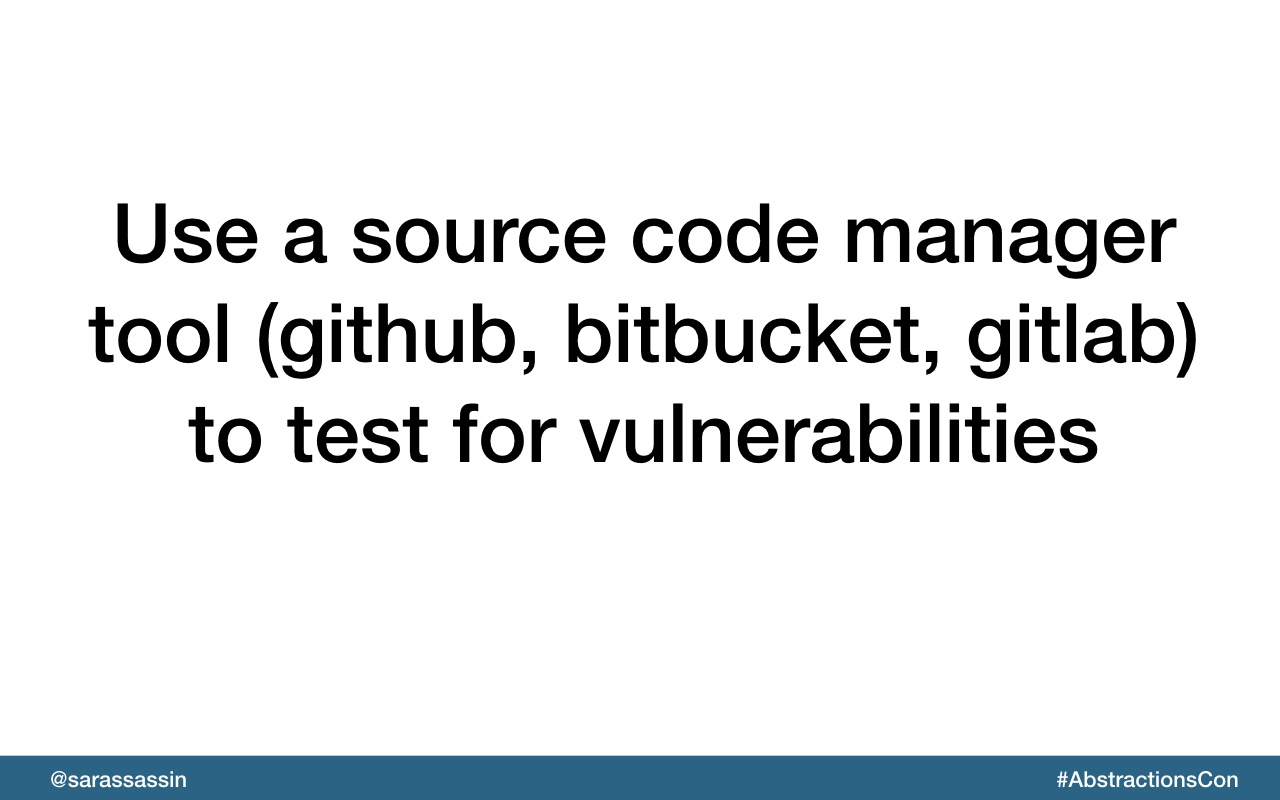 Use a source code manager
tool (github, bitbucket, gitlab)
to test for vulnerabilities
@sarassassin
#AbstractionsCon